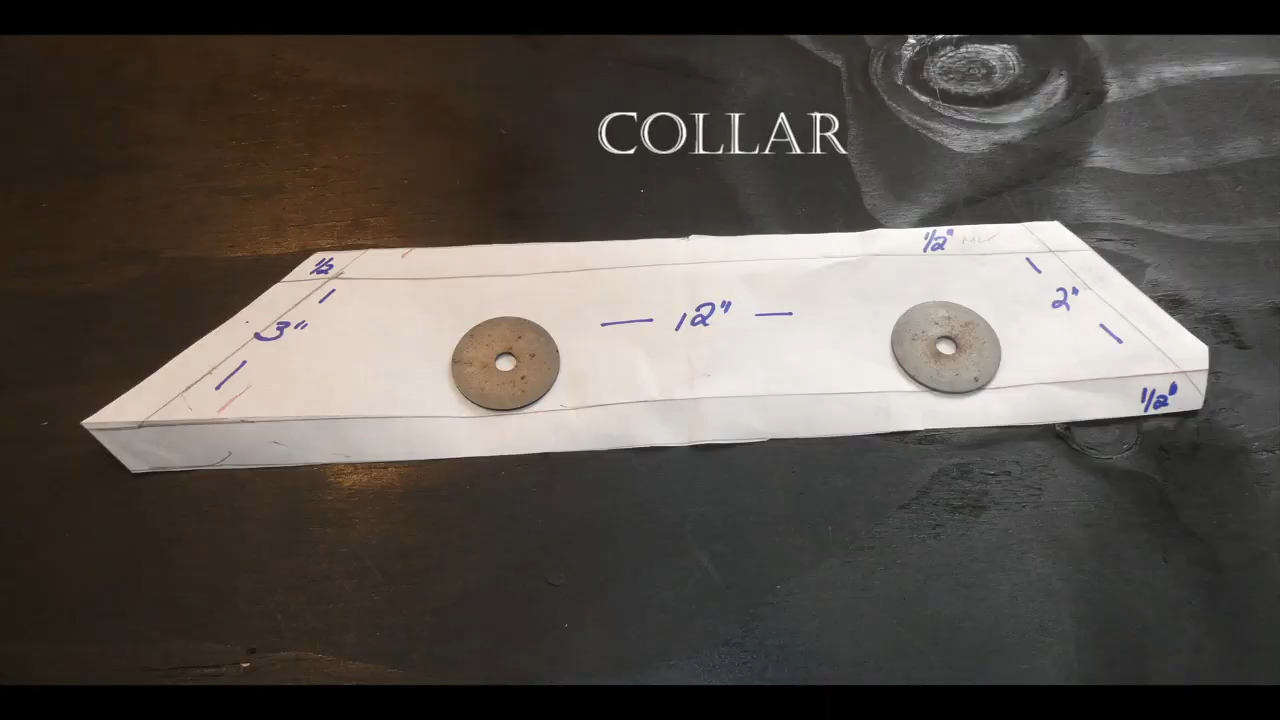 COLLAR
1/2
1/2"
3"
— 12" —
2"
1/2"